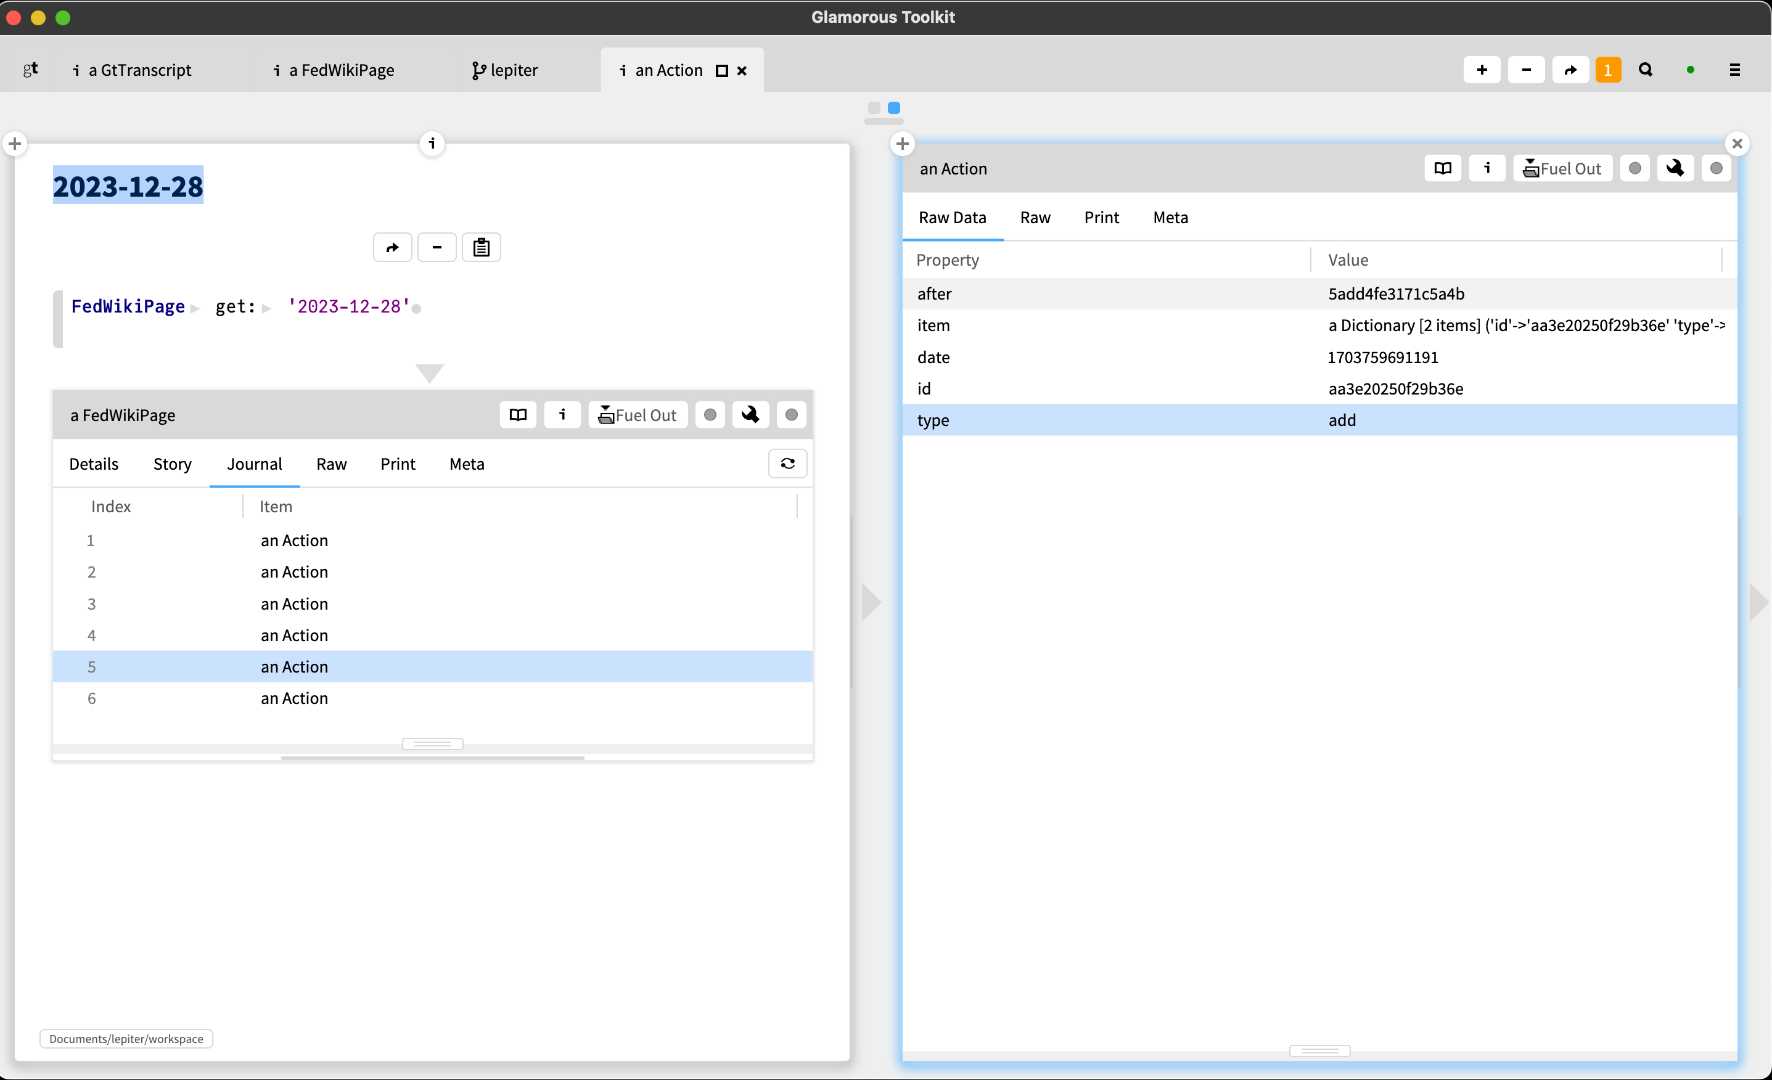 Glamorous Toolkit
gt
i a GtTranscript
i a FedWikiPage
lepiter
i an Action
1
2023-12-28
FedWikiPage get: '2023-12-28'
a FedWikiPage
i
Fuel Out
Details Story Journal Raw Print Meta
Index Item
1 an Action
2 an Action
3 an Action
4 an Action
5 an Action
6 an Action
Documents/lepiter/workspace
an Action
i
Fuel Out
Raw Data Raw Print Meta
Property Value
after 5add4fe3171c5a4b
item a Dictionary [2 items] ('id'->'aa3e20250f29b36e' 'type'->
date 1703759691191
id aa3e20250f29b36e
type add